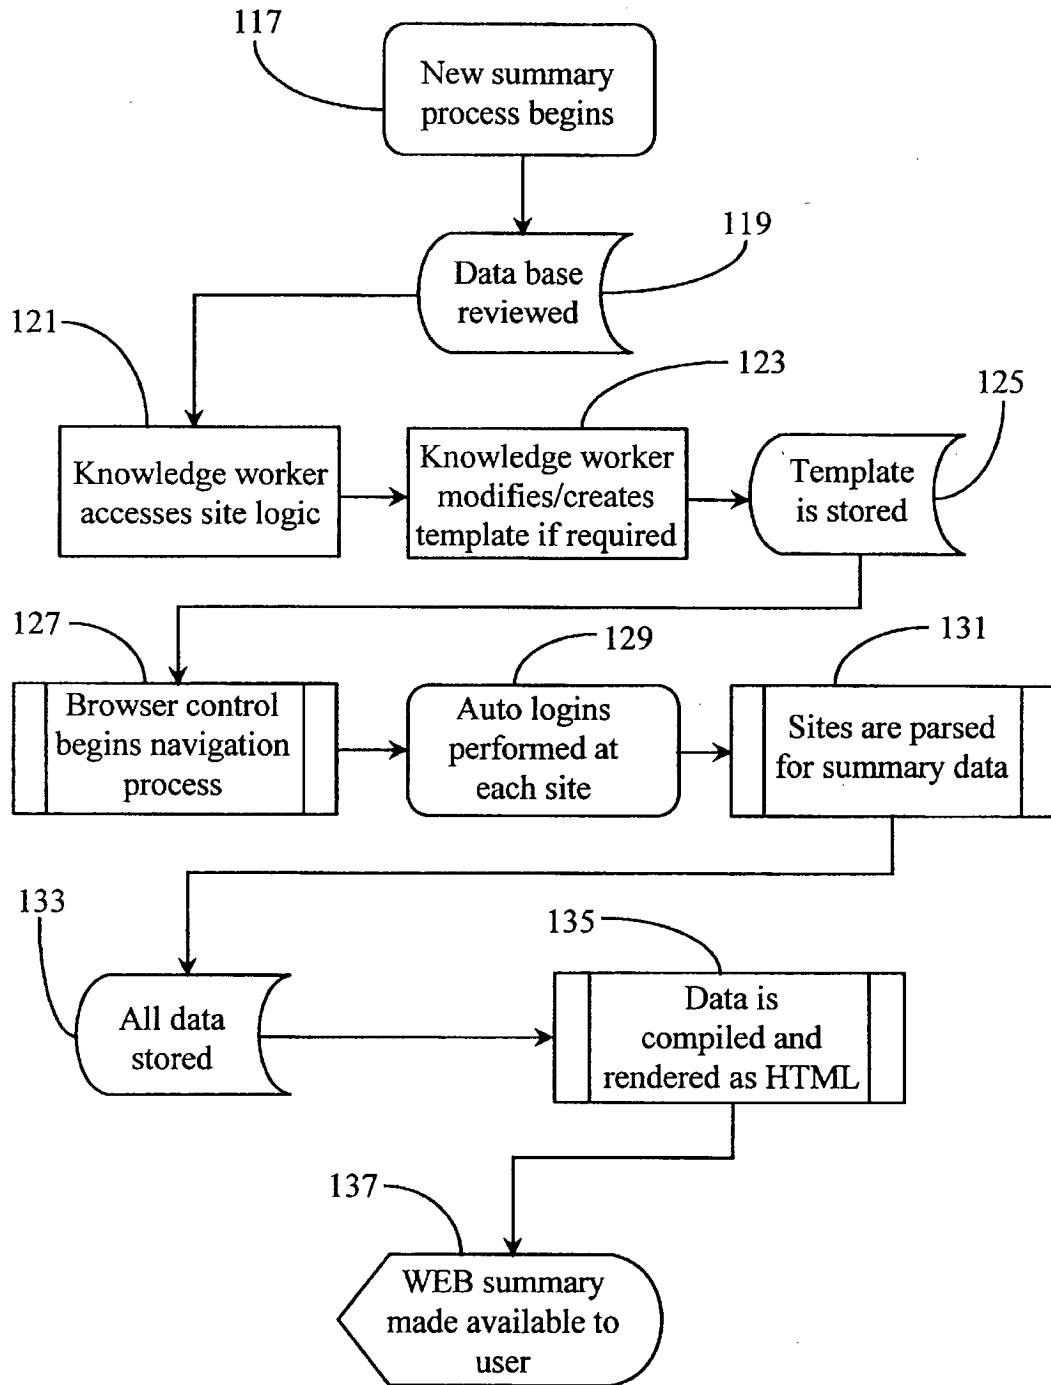 117
New summary
process begins
119
Data base
reviewed
121
Knowledge worker
accesses site logic
123
Knowledge worker
modifies/creates
template if required
125
Template
is stored
127
Browser control
begins navigation
process
129
Auto logins
performed at
each site
131
Sites are parsed
for summary data
133
All data
stored
135
Data is
compiled and
rendered as HTML
137
WEB summary
made available to
user